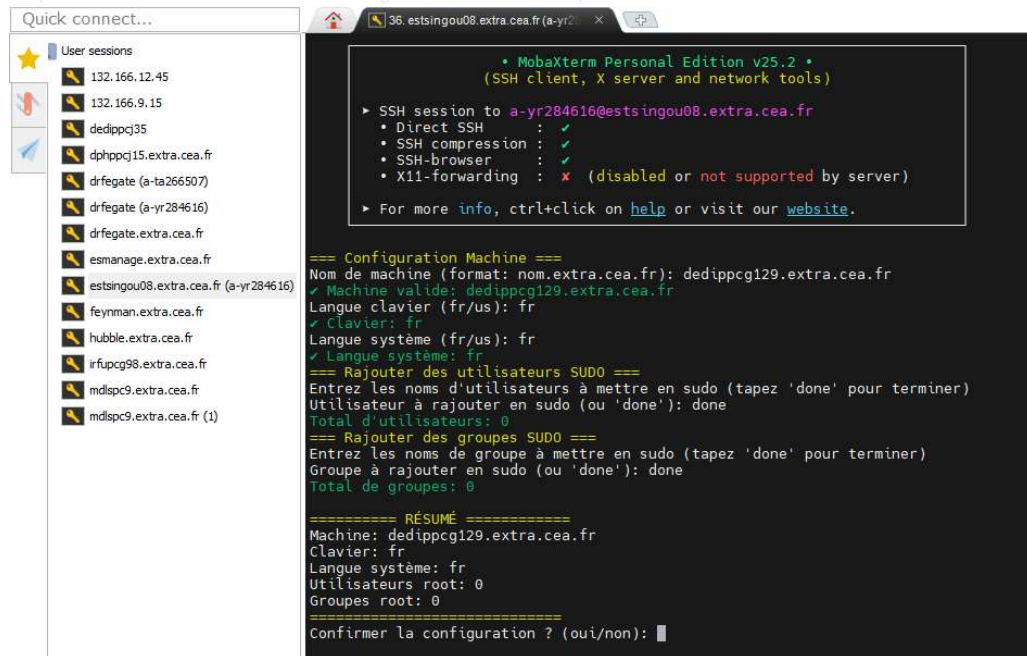 Quick connect...
36. estsingou08.extra.cea.fr (a-yr2
User sessions
132.166.12.45
132.166.9.15
dedippcj35
dphppcj15.extra.cea.fr
drfegate (a-ta266507)
drfegate (a-yr284616)
drfegate.extra.cea.fr
esmanage.extra.cea.fr
estsingou08.extra.cea.fr (a-yr284616)
feynman.extra.cea.fr
hubble.extra.cea.fr
irfupcg98.extra.cea.fr
mdlspc9.extra.cea.fr
mdlspc9.extra.cea.fr (1)
• MobaXterm Personal Edition v25.2 •
(SSH client, X server and network tools)
➤ SSH session to a-yr284616@estsingou08.extra.cea.fr
• Direct SSH : ✔
• SSH compression : ✔
• SSH-browser : ✔
• X11-forwarding : ✘ (disabled or not supported by server)
➤ For more info, ctrl+click on help or visit our website.
=== Configuration Machine ===
Nom de machine (format: nom.extra.cea.fr): dedippcg129.extra.cea.fr
✔ Machine valide: dedippcg129.extra.cea.fr
Langue clavier (fr/us): fr
✔ Clavier: fr
Langue système (fr/us): fr
✔ Langue système: fr
=== Rajouter des utilisateurs SUDO ===
Entrez les noms d'utilisateurs à mettre en sudo (tapez 'done' pour terminer)
Utilisateur à rajouter en sudo (ou 'done'): done
Total d'utilisateurs: 0
=== Rajouter des groupes SUDO ===
Entrez les noms de groupe à mettre en sudo (tapez 'done' pour terminer)
Groupe à rajouter en sudo (ou 'done'): done
Total de groupes: 0
========== RÉSUMÉ ============
Machine: dedippcg129.extra.cea.fr
Clavier: fr
Langue système: fr
Utilisateurs root: 0
Groupes root: 0
=============================
Confirmer la configuration ? (oui/non):